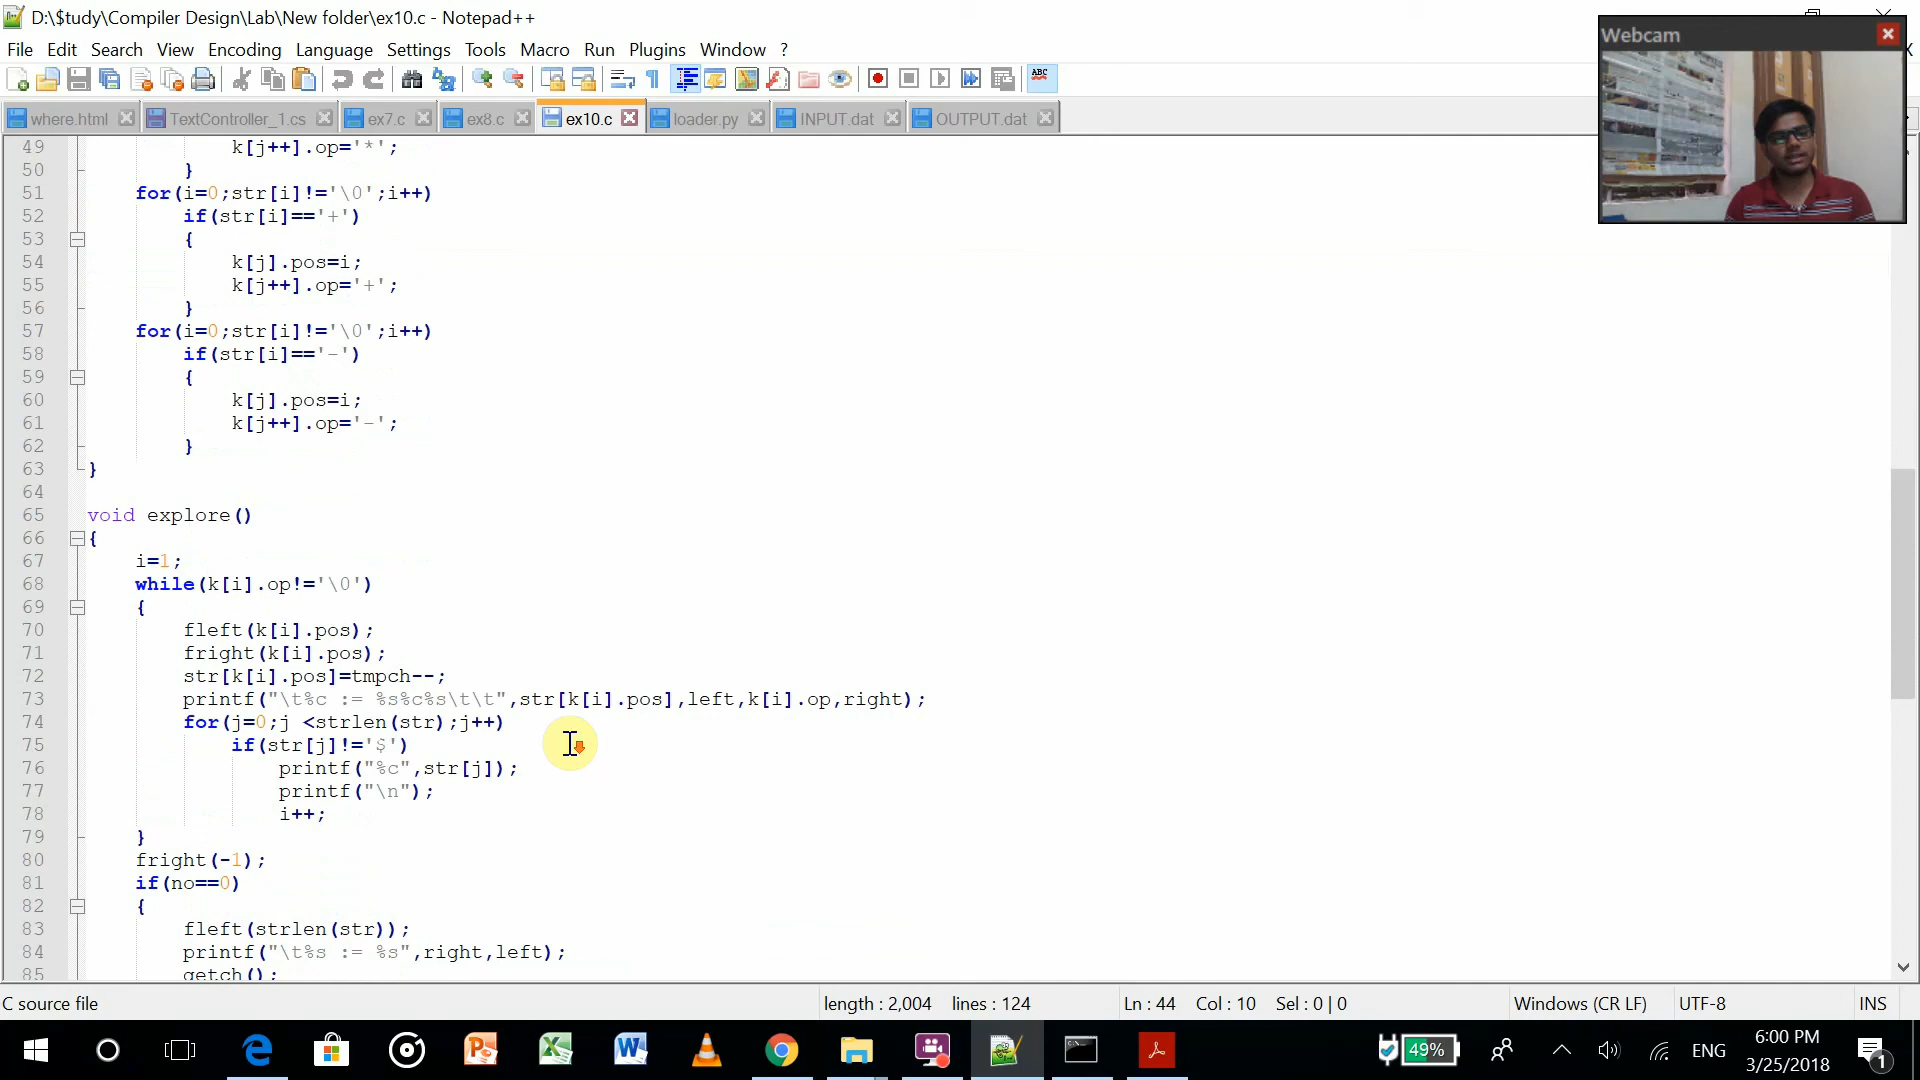 D:\$tudy\Compiler Design\Lab\New folder\ex10.c - Notepad++
File Edit Search View Encoding Language Settings Tools Macro Run Plugins Window ?
Webcam
ABC
where.html TextController_1.cs ex7.c ex8.c ex10.c loader.py INPUT.dat OUTPUT.dat
49 k[j++].op='*';
50 }
51 for(i=0;str[i]!='\0';i++)
52 if(str[i]=='+')
53 {
54 k[j].pos=i;
55 k[j++].op='+';
56 }
57 for(i=0;str[i]!='\0';i++)
58 if(str[i]=='-')
59 {
60 k[j].pos=i;
61 k[j++].op='-';
62 }
63 }
64
65 void explore()
66 {
67 i=1;
68 while(k[i].op!='\0')
69 {
70 fleft(k[i].pos);
71 fright(k[i].pos);
72 str[k[i].pos]=tmpch--;
73 printf("\t%c := %s%c%s\t\t",str[k[i].pos],left,k[i].op,right);
74 for(j=0;j <strlen(str);j++)
75 if(str[j]!='$')
76 printf("%c",str[j]);
77 printf("\n");
78 i++;
79 }
80 fright(-1);
81 if(no==0)
82 {
83 fleft(strlen(str));
84 printf("\t%s := %s",right,left);
85 getch();
C source file length : 2,004 lines : 124 Ln : 44 Col : 10 Sel : 0 | 0 Windows (CR LF) UTF-8 INS
49% ENG 6:00 PM
3/25/2018 1